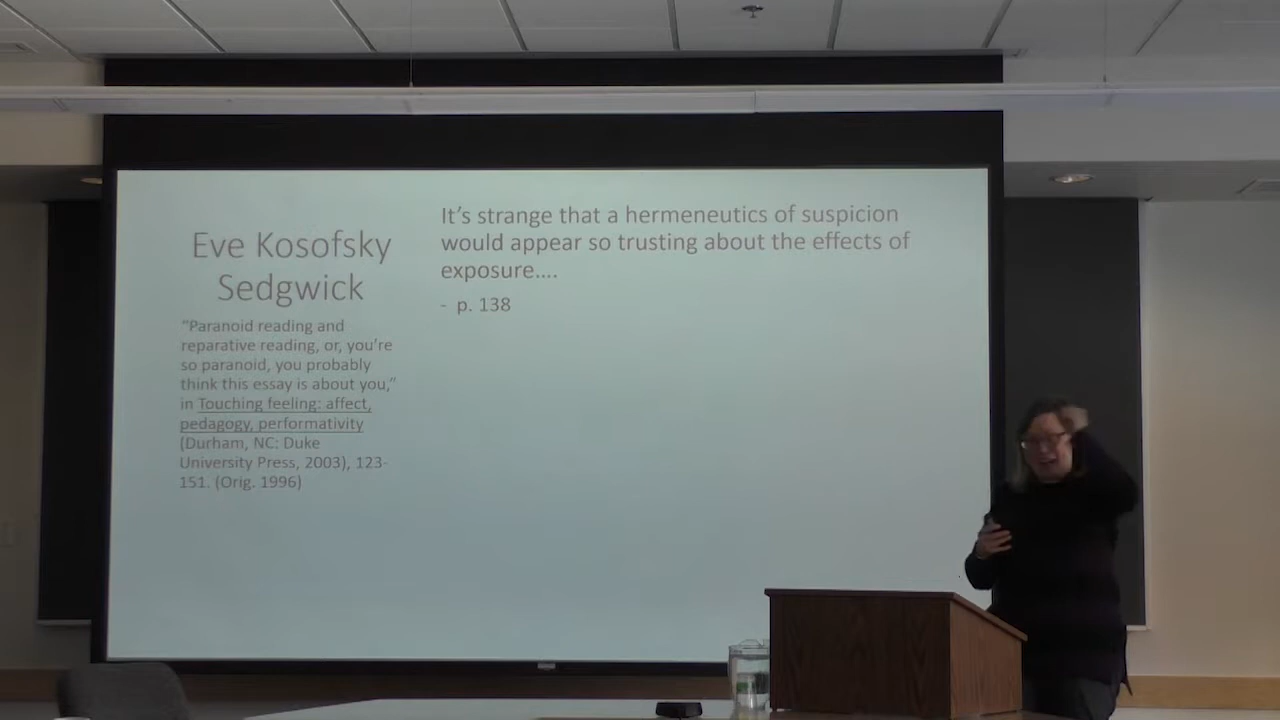 Eve Kosofsky
Sedgwick
“Paranoid reading and
reparative reading, or, you’re
so paranoid, you probably
think this essay is about you,”
in Touching feeling: affect,
pedagogy, performativity
(Durham, NC: Duke
University Press, 2003), 123-
151. (Orig. 1996)
It’s strange that a hermeneutics of suspicion
would appear so trusting about the effects of
exposure….
- p. 138